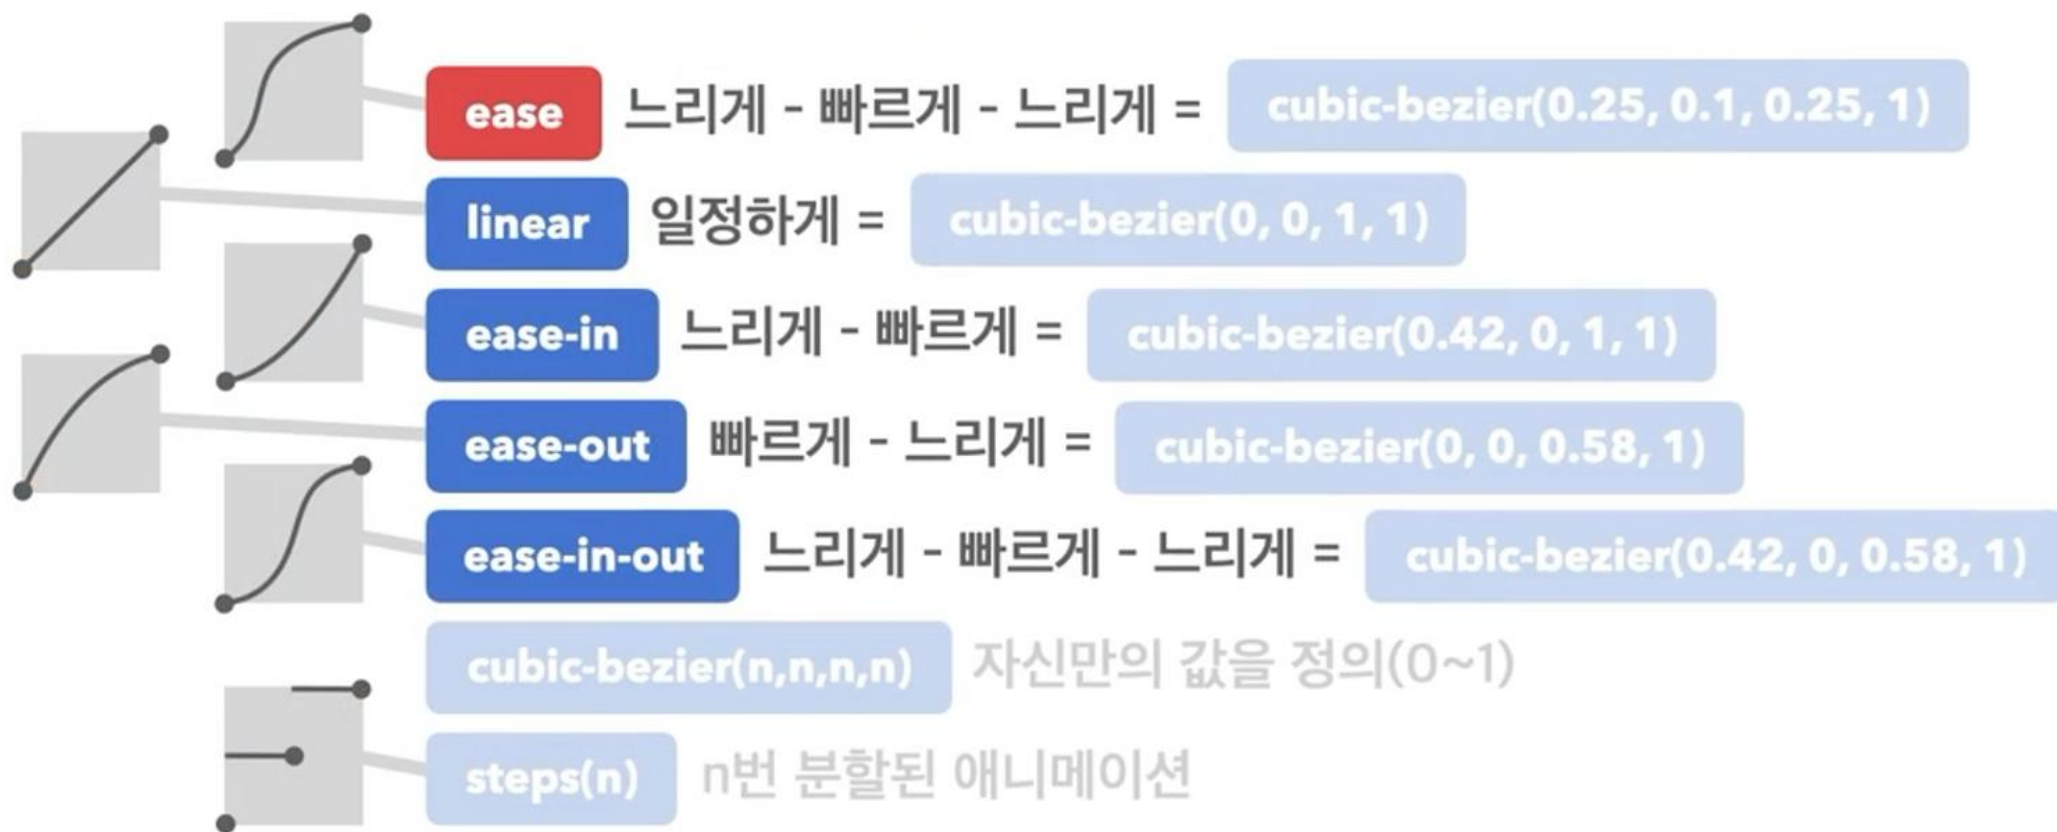 ease 느리게 - 빠르게 - 느리게 = cubic-bezier(0.25, 0.1, 0.25, 1)
linear 일정하게 = cubic-bezier(0, 0, 1, 1)
ease-in 느리게 - 빠르게 = cubic-bezier(0.42, 0, 1, 1)
ease-out 빠르게 - 느리게 = cubic-bezier(0, 0, 0.58, 1)
ease-in-out 느리게 - 빠르게 - 느리게 = cubic-bezier(0.42, 0, 0.58, 1)
cubic-bezier(n,n,n,n) 자신만의 값을 정의(0~1)
steps(n) n번 분할된 애니메이션